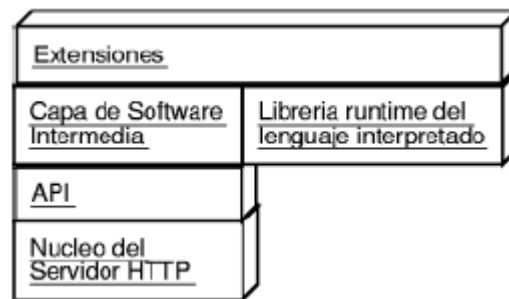 Extensiones
Capa de Software
Intermedia
Libreria runtime del
lenguaje interpretado
API
Nucleo del
Servidor HTTP